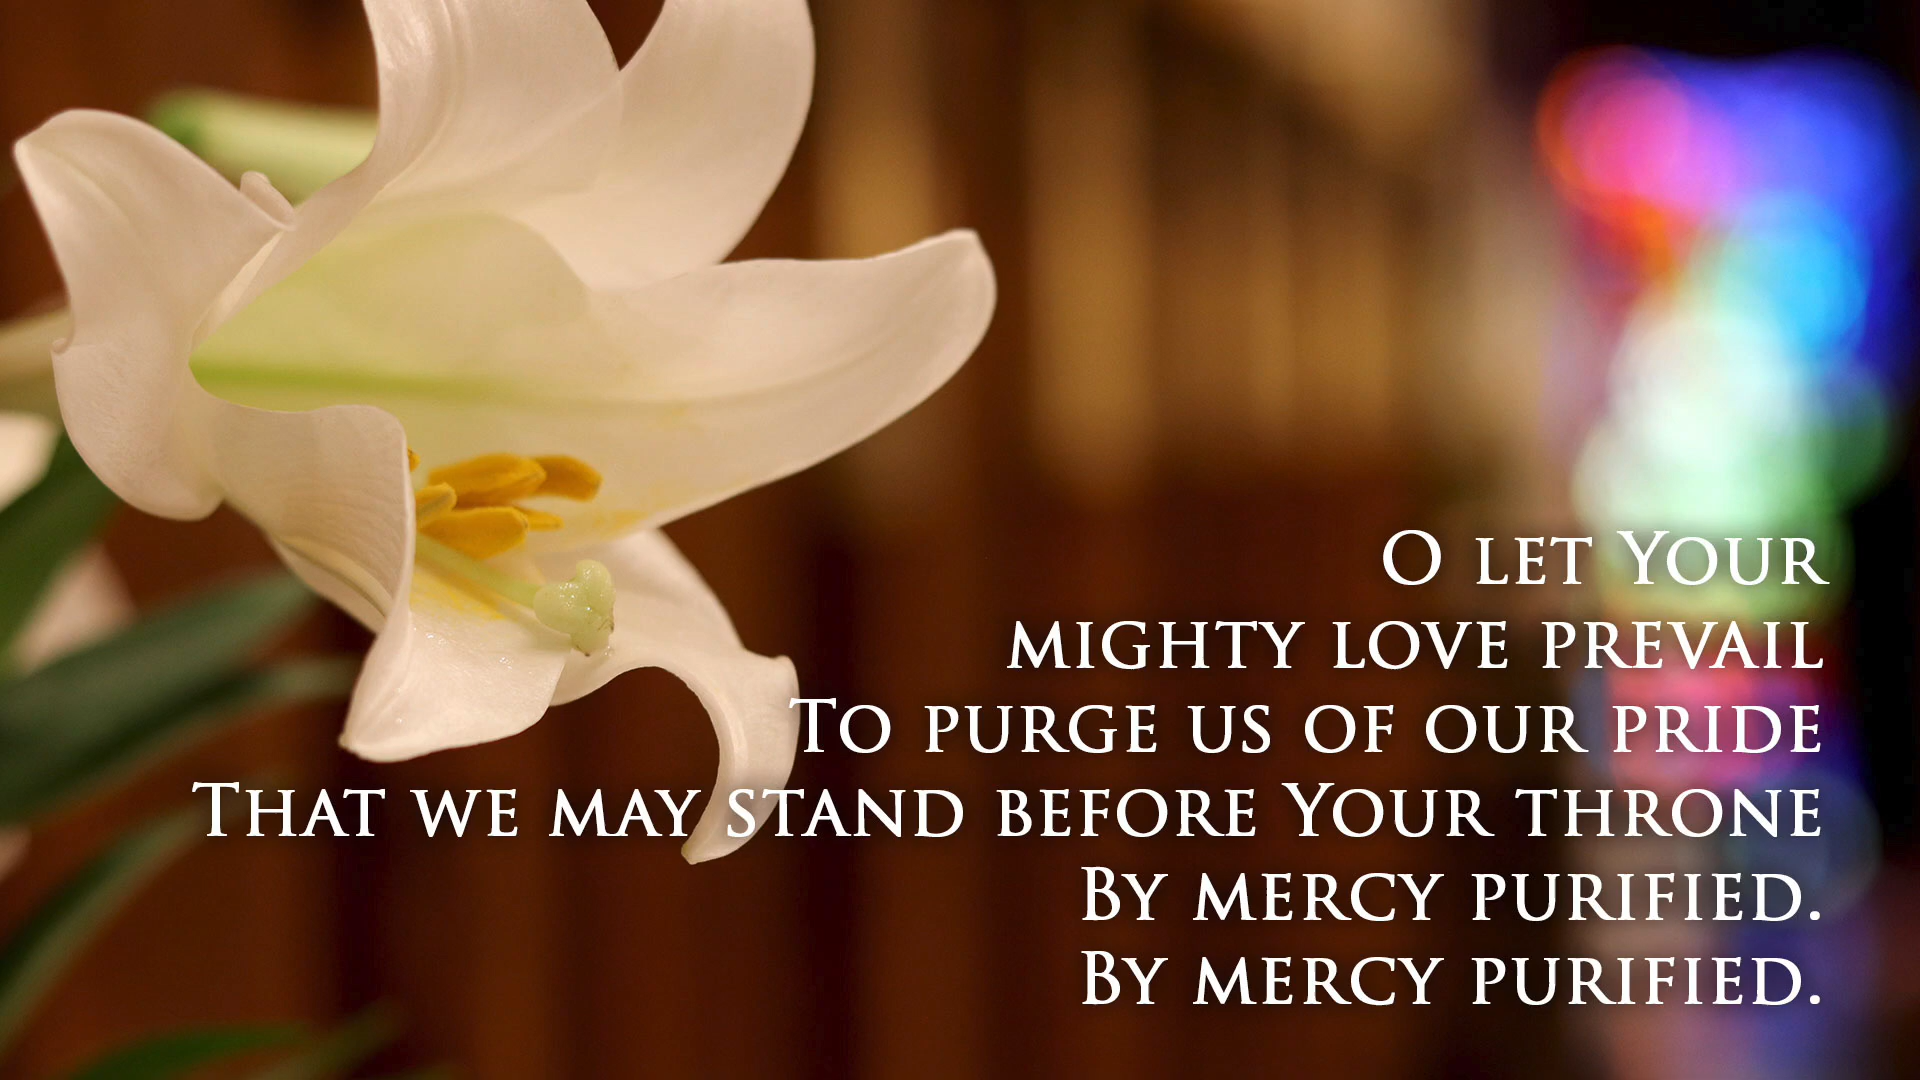 O let Your
mighty love prevail
To purge us of our pride
That we may stand before Your throne
By mercy purified.
By mercy purified.